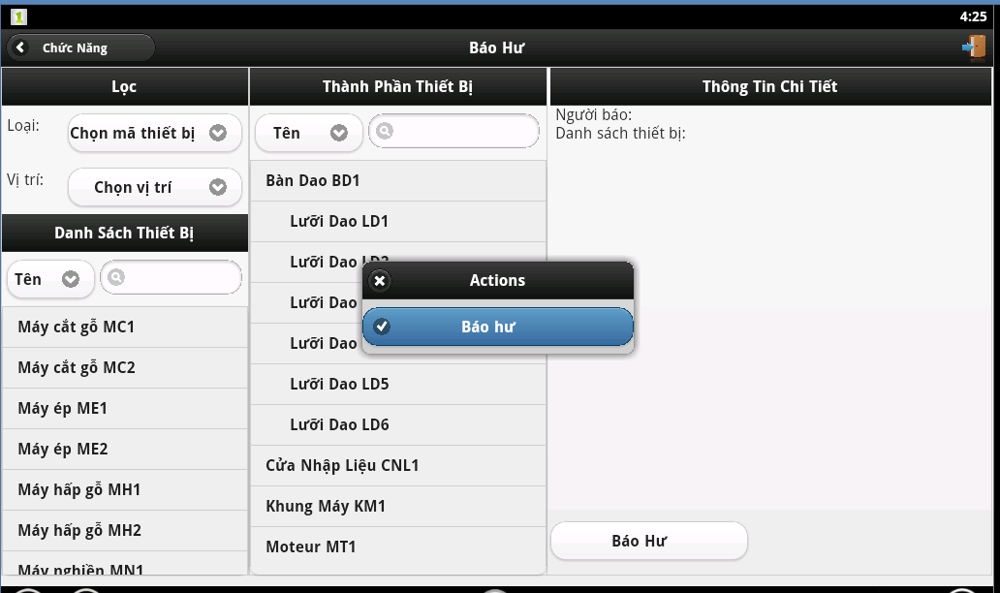 1
4:25
Chức Năng
Báo Hư
Lọc
Loại:
Chọn mã thiết bị
Vị trí:
Chọn vị trí
Danh Sách Thiết Bị
Tên
Máy cắt gỗ MC1
Máy cắt gỗ MC2
Máy ép ME1
Máy ép ME2
Máy hấp gỗ MH1
Máy hấp gỗ MH2
Máy nghiền MN1
Thành Phần Thiết Bị
Tên
Bàn Dao BD1
Lưỡi Dao LD1
Lưỡi Dao LD2
Lưỡi Dao
Lưỡi Dao
Lưỡi Dao LD5
Lưỡi Dao LD6
Cửa Nhập Liệu CNL1
Khung Máy KM1
Moteur MT1
Actions
Báo hư
Thông Tin Chi Tiết
Người báo:
Danh sách thiết bị:
Báo Hư